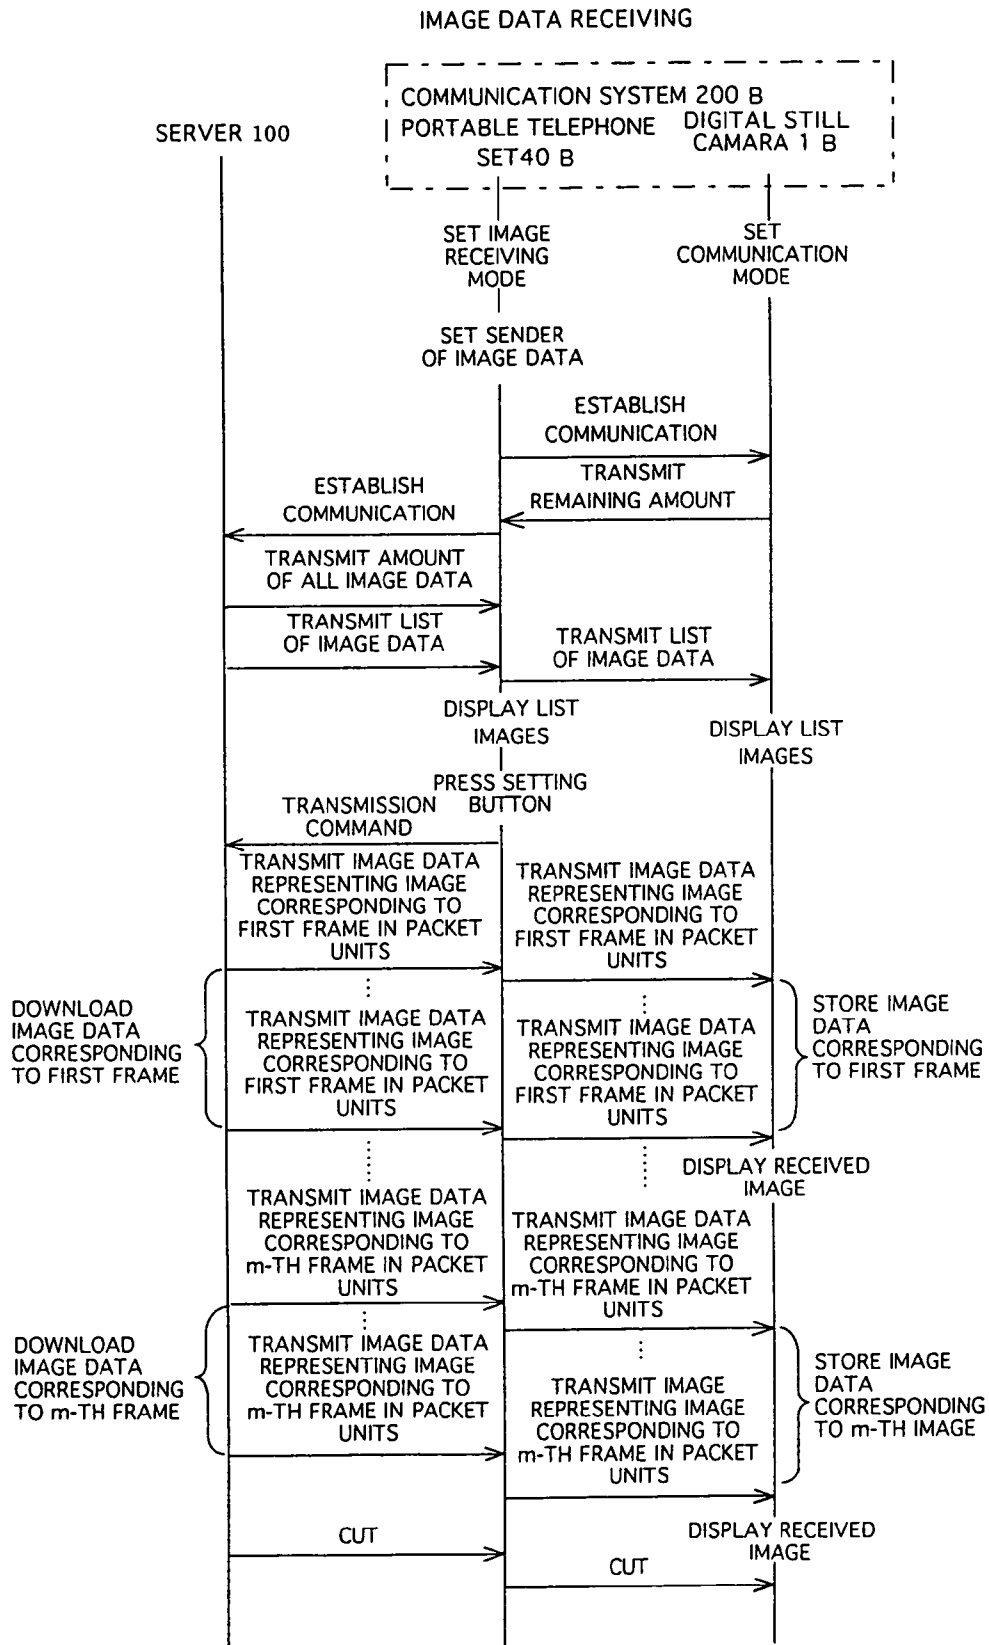 IMAGE DATA RECEIVING
COMMUNICATION SYSTEM 200 B
SERVER 100
PORTABLE TELEPHONE
SET40 B
DIGITAL STILL
CAMARA 1 B
SET IMAGE
RECEIVING
MODE
SET
COMMUNICATION
MODE
SET SENDER
OF IMAGE DATA
ESTABLISH
COMMUNICATION
TRANSMIT
REMAINING AMOUNT
ESTABLISH
COMMUNICATION
TRANSMIT AMOUNT
OF ALL IMAGE DATA
TRANSMIT LIST
OF IMAGE DATA
TRANSMIT LIST
OF IMAGE DATA
DISPLAY LIST
IMAGES
DISPLAY LIST
IMAGES
PRESS SETTING
BUTTON
TRANSMISSION
COMMAND
TRANSMIT IMAGE DATA
REPRESENTING IMAGE
CORRESPONDING TO
FIRST FRAME IN PACKET
UNITS
TRANSMIT IMAGE DATA
REPRESENTING IMAGE
CORRESPONDING TO
FIRST FRAME IN PACKET
UNITS
DOWNLOAD
IMAGE DATA
CORRESPONDING
TO FIRST FRAME
TRANSMIT IMAGE DATA
REPRESENTING IMAGE
CORRESPONDING TO
FIRST FRAME IN PACKET
UNITS
TRANSMIT IMAGE DATA
REPRESENTING IMAGE
CORRESPONDING TO
FIRST FRAME IN PACKET
UNITS
STORE IMAGE
DATA
CORRESPONDING
TO FIRST FRAME
DISPLAY RECEIVED
IMAGE
TRANSMIT IMAGE DATA
REPRESENTING IMAGE
CORRESPONDING TO
m-TH FRAME IN PACKET
UNITS
TRANSMIT IMAGE DATA
REPRESENTING IMAGE
CORRESPONDING TO
m-TH FRAME IN PACKET
UNITS
DOWNLOAD
IMAGE DATA
CORRESPONDING
TO m-TH FRAME
TRANSMIT IMAGE DATA
REPRESENTING IMAGE
CORRESPONDING TO
m-TH FRAME IN PACKET
UNITS
TRANSMIT IMAGE
REPRESENTING IMAGE
CORRESPONDING TO
m-TH FRAME IN PACKET
UNITS
STORE IMAGE
DATA
CORRESPONDING
TO m-TH IMAGE
DISPLAY RECEIVED
IMAGE
CUT
CUT